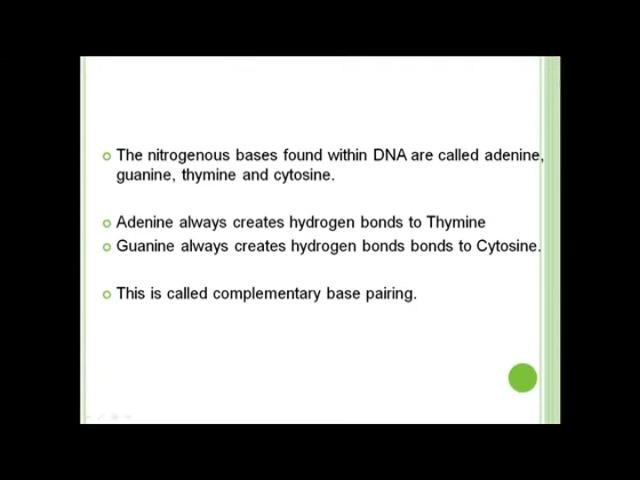 The nitrogenous bases found within DNA are called adenine,
guanine, thymine and cytosine.
Adenine always creates hydrogen bonds to Thymine
Guanine always creates hydrogen bonds bonds to Cytosine.
This is called complementary base pairing.